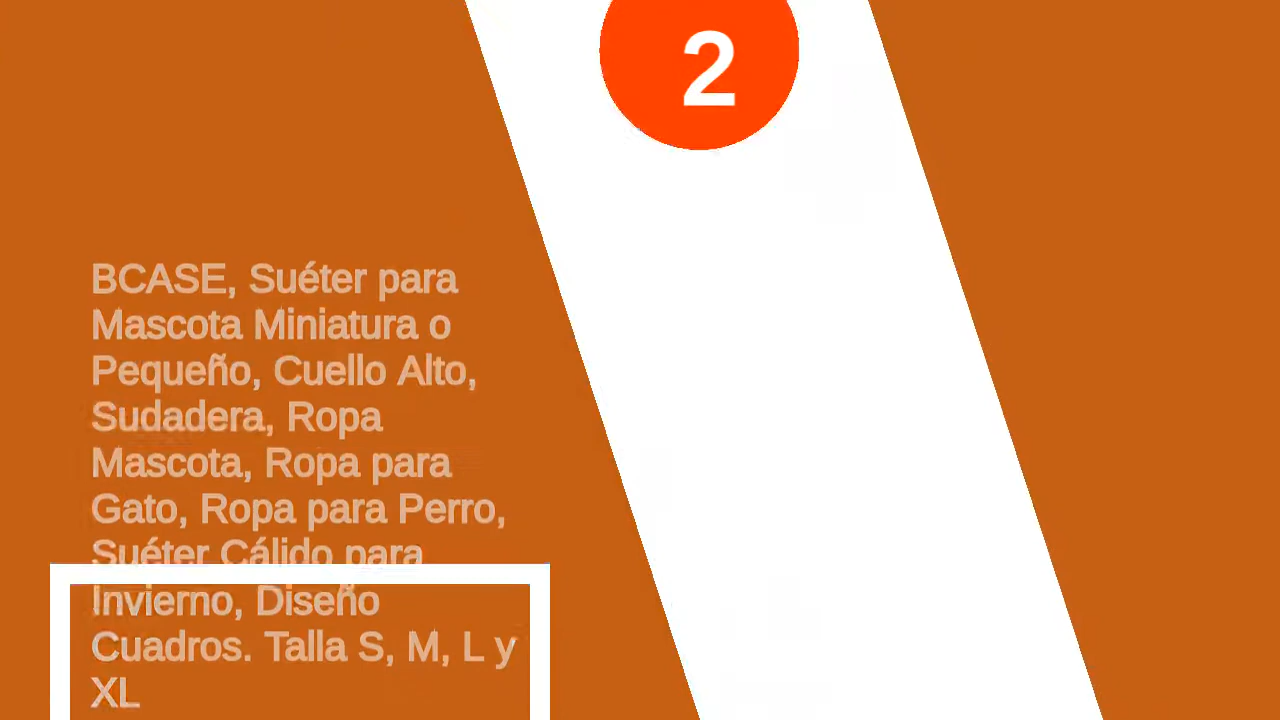 2
BCASE, Suéter para
Mascota Miniatura o
Pequeño, Cuello Alto,
Sudadera, Ropa
Mascota, Ropa para
Gato, Ropa para Perro,
Suéter Cálido para
Invierno, Diseño
Cuadros. Talla S, M, L y
XL